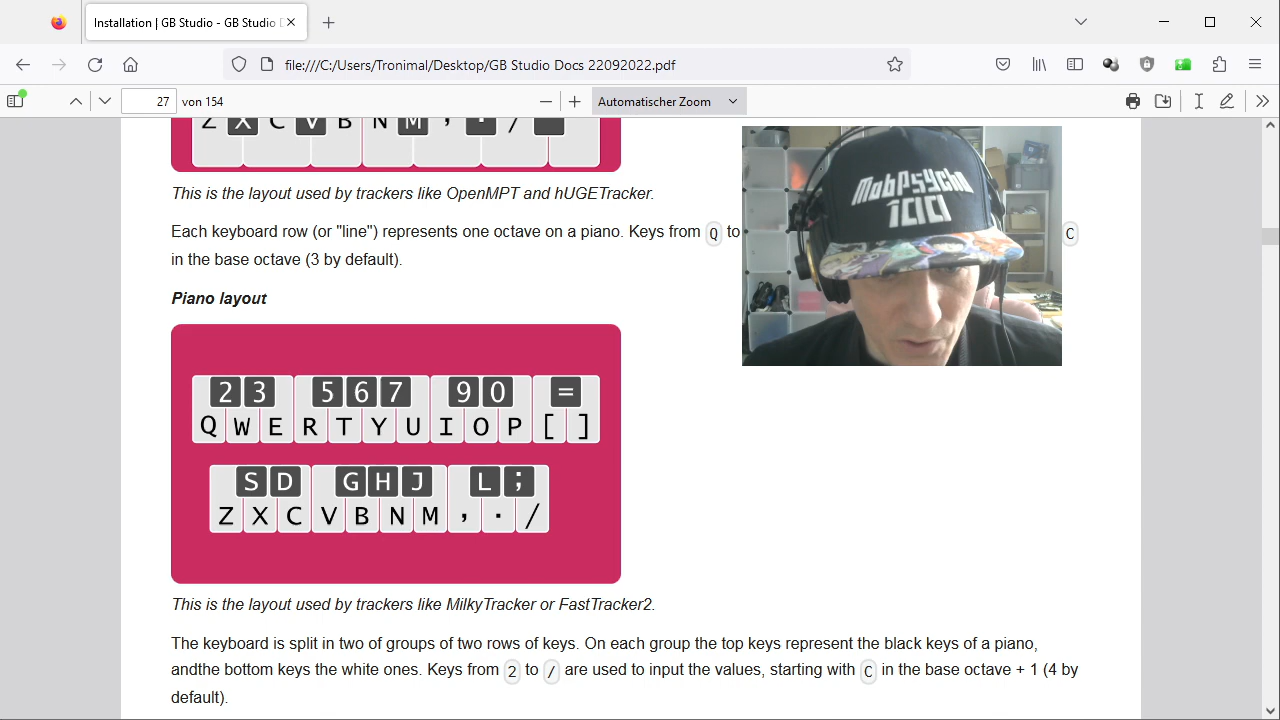 Installation | GB Studio - GB Studio D
file:///C:/Users/Tronimal/Desktop/GB Studio Docs 22092022.pdf
27 von 154
Automatischer Zoom
Z X C V B N M , . /
This is the layout used by trackers like OpenMPT and hUGETracker.
Each keyboard row (or "line") represents one octave on a piano. Keys from Q to C
in the base octave (3 by default).
MobPsycho
100
Piano layout
2 3 5 6 7 9 0 =
Q W E R T Y U I O P [ ]
S D G H J L ;
Z X C V B N M , . /
This is the layout used by trackers like MilkyTracker or FastTracker2.
The keyboard is split in two of groups of two rows of keys. On each group the top keys represent the black keys of a piano,
andthe bottom keys the white ones. Keys from 2 to / are used to input the values, starting with C in the base octave + 1 (4 by
default).